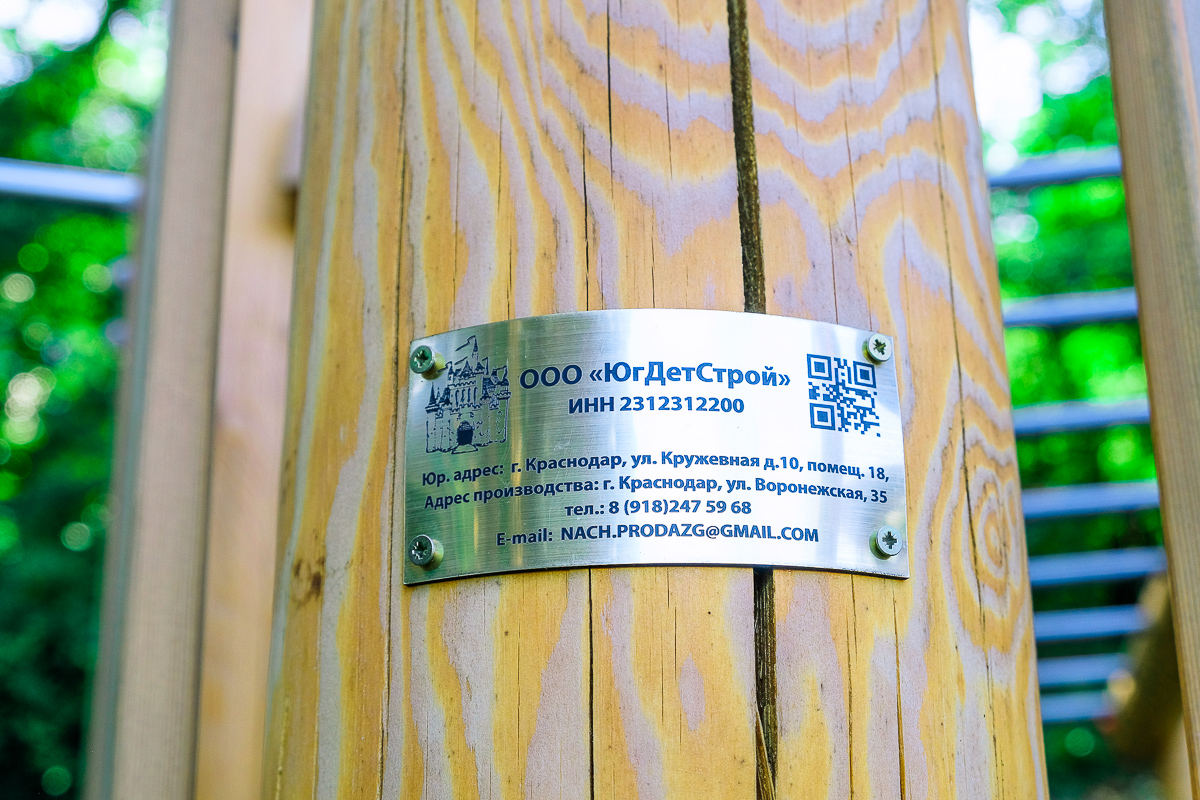 ООО «ЮгДетСтрой»
ИНН 2312312200
Юр. адрес: г. Краснодар, ул. Кружевная д.10, помещ. 18,
Адрес производства: г. Краснодар, ул. Воронежская, 35
тел.: 8 (918)247 59 68
E-mail: NACH.PRODAZG@GMAIL.COM